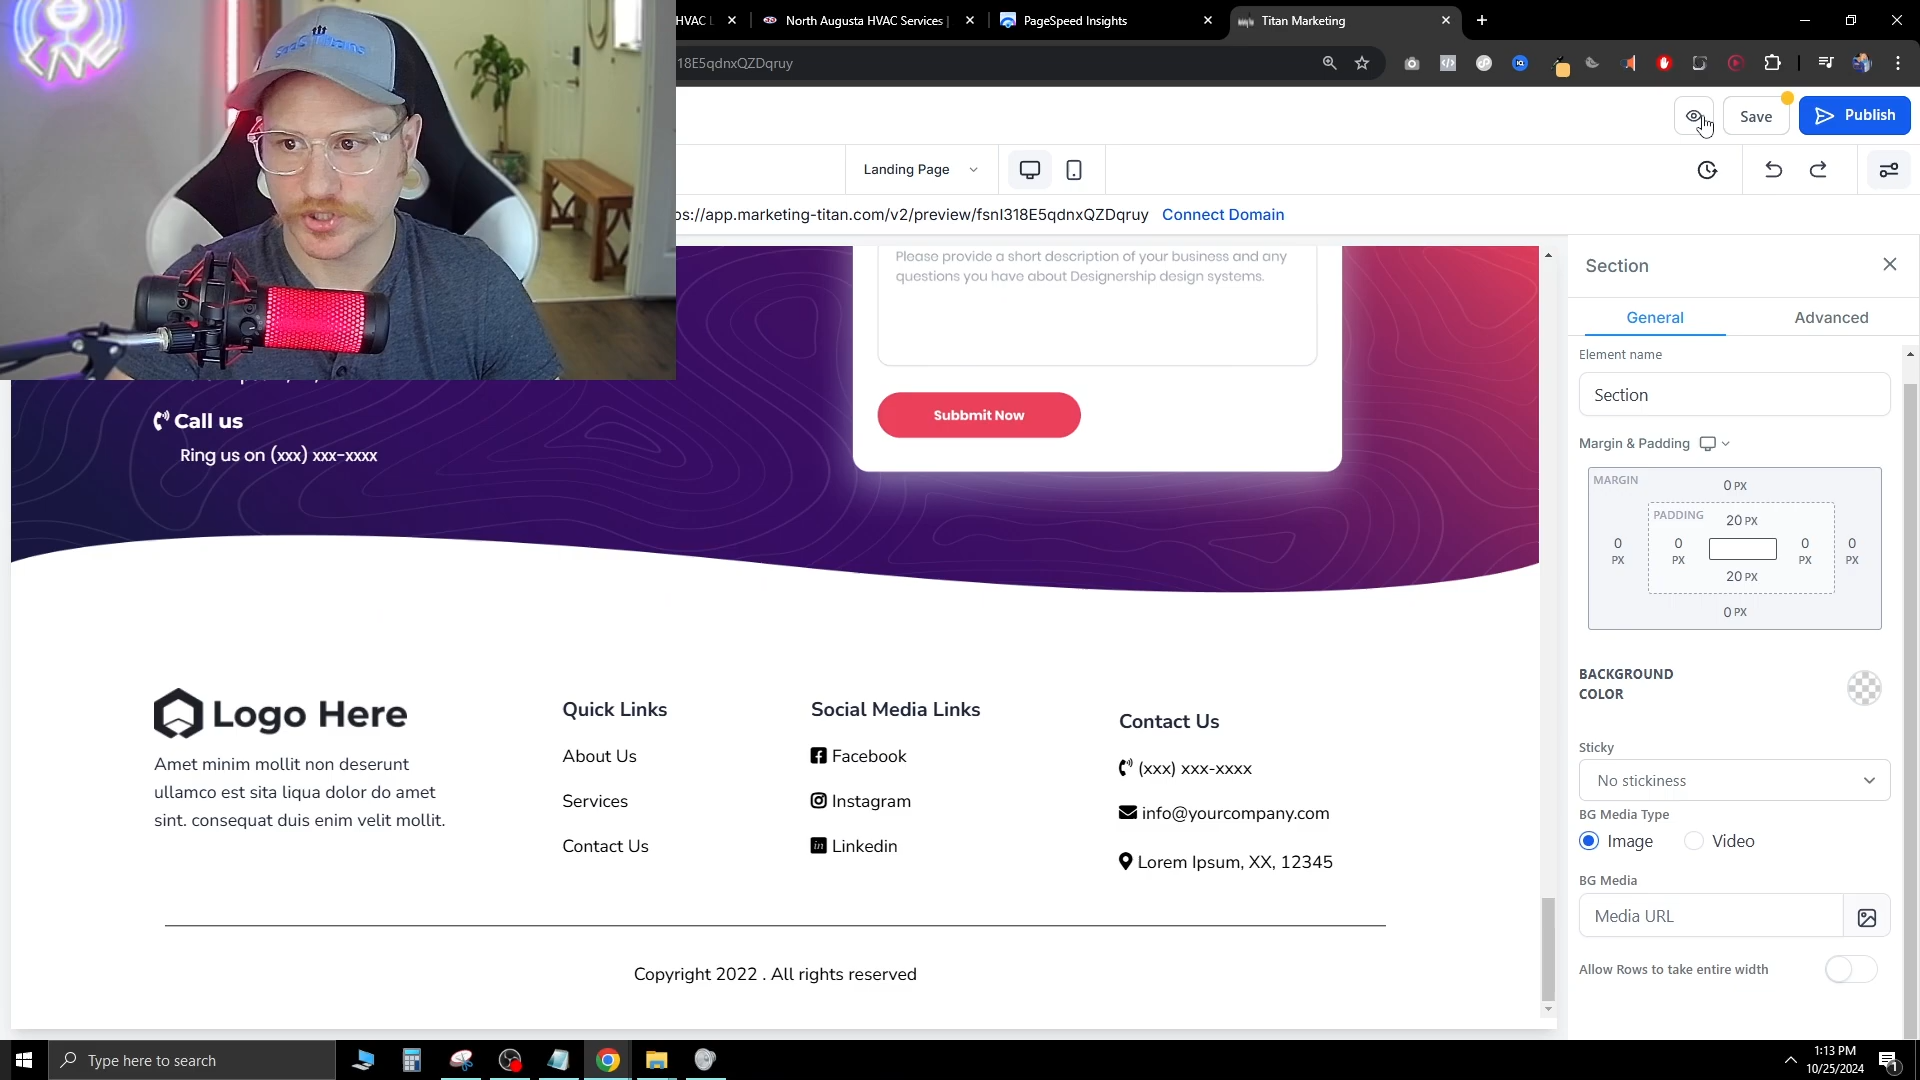 HVAC L
North Augusta HVAC Services |
PageSpeed Insights
Titan Marketing
18E5qdnxQZDqruy
Save
Publish
Landing Page
ps://app.marketing-titan.com/v2/preview/fsnI318E5qdnxQZDqruy Connect Domain
Please provide a short description of your business and any
questions you have about Designership design systems.
Subbmit Now
Call us
Ring us on (xxx) xxx-xxxx
Logo Here
Amet minim mollit non deserunt
ullamco est sita liqua dolor do amet
sint. consequat duis enim velit mollit.
Quick Links
About Us
Services
Contact Us
Social Media Links
Facebook
Instagram
Linkedin
Contact Us
(xxx) xxx-xxxx
info@yourcompany.com
Lorem Ipsum, XX, 12345
Copyright 2022 . All rights reserved
Section
General
Advanced
Element name
Section
Margin & Padding
MARGIN
0 PX
PADDING
20 PX
0
PX
0
PX
0
PX
0
PX
20 PX
0 PX
BACKGROUND
COLOR
Sticky
No stickiness
BG Media Type
Image
Video
BG Media
Media URL
Allow Rows to take entire width
Type here to search
1:13 PM
10/25/2024
1